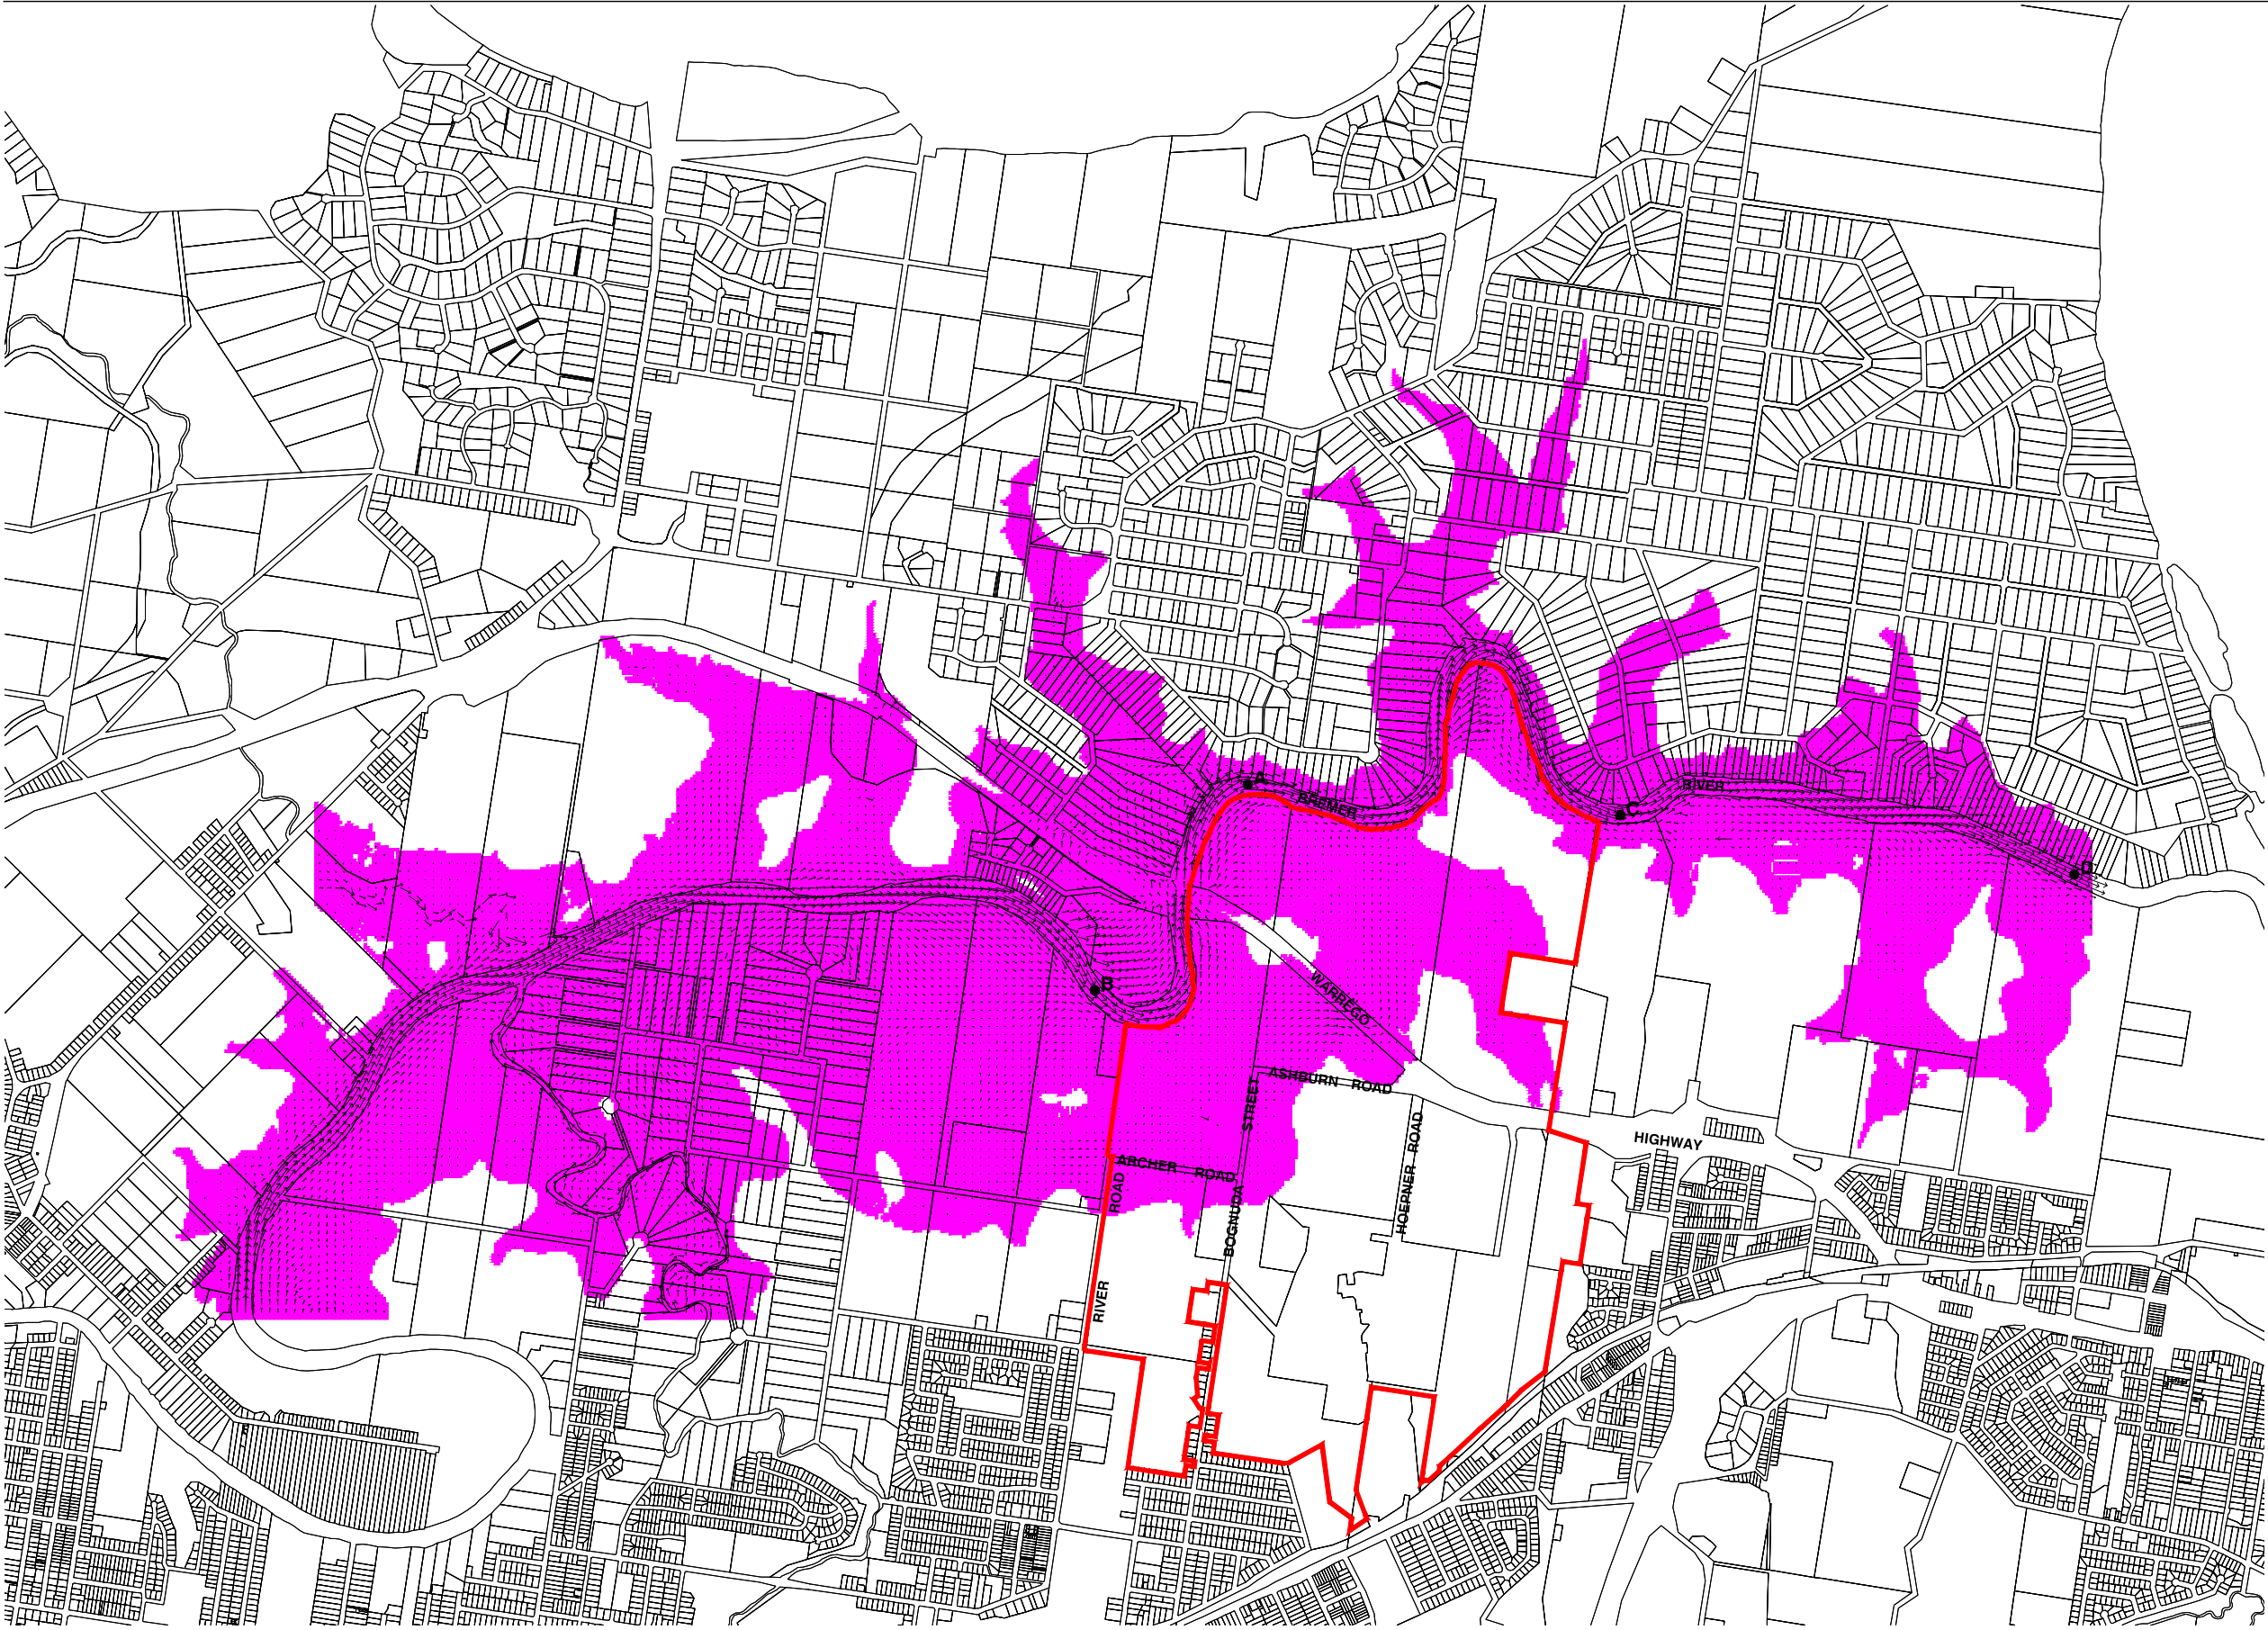 A
BREMER
RIVER
C
D
B
WARREGO
ASHBURN ROAD
STREET
HOEPNER ROAD
HIGHWAY
ARCHER ROAD
ROAD
BOGNUDA
RIVER